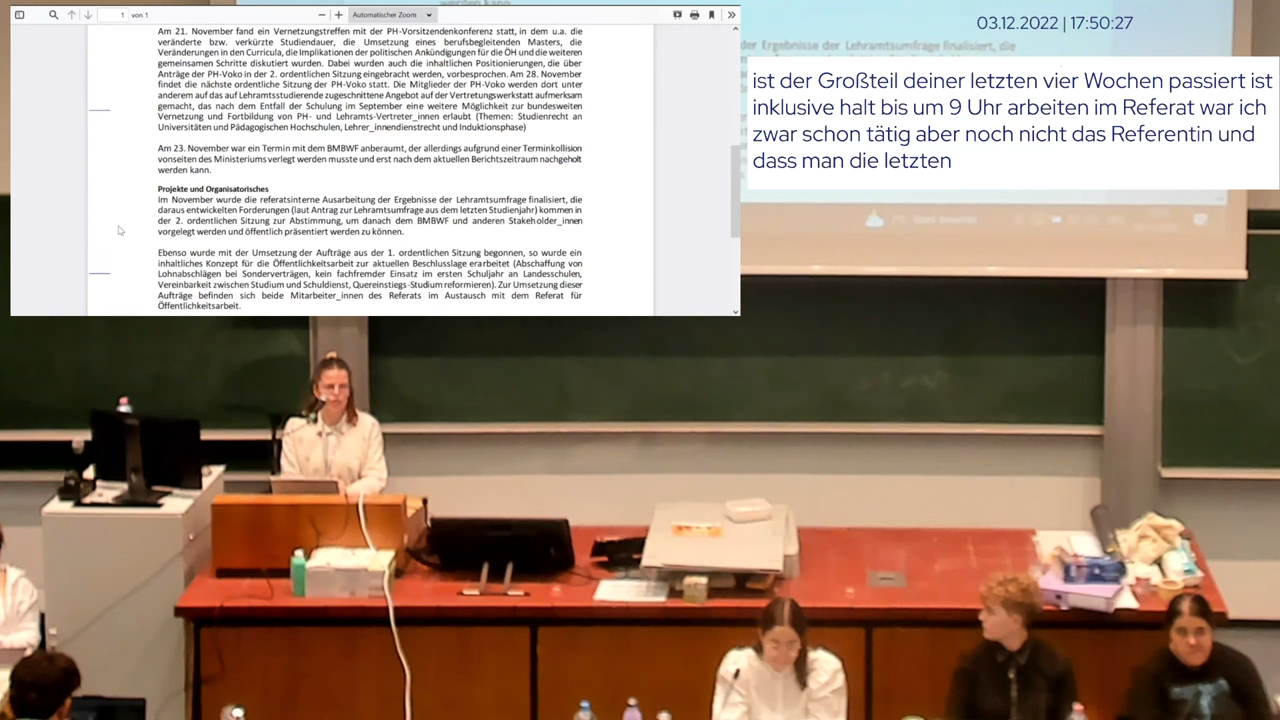 1 von 1
Automatischer Zoom
03.12.2022 | 17:50:27
Am 21. November fand ein Vernetzungstreffen mit der PH-Vorsitzendenkonferenz statt, in dem u.a. die
veränderte bzw. verkürzte Studiendauer, die Umsetzung eines berufsbegleitenden Masters, die
Veränderungen in den Curricula, die Implikationen der politischen Ankündigungen für die ÖH und die weiteren
gemeinsamen Schritte diskutiert wurden. Dabei wurden auch die inhaltlichen Positionierungen, die über
Anträge der PH-Voko in der 2. ordentlichen Sitzung eingebracht werden, vorbesprochen. Am 28. November
findet die nächste ordentliche Sitzung der PH-Voko statt. Die Mitglieder der PH-Voko werden dort unter
anderem auf das auf Lehramtsstudierende zugeschnittene Angebot auf der Vertretungswerkstatt aufmerksam
gemacht, das nach dem Entfall der Schulung im September eine weitere Möglichkeit zur bundesweiten
Vernetzung und Fortbildung von PH- und Lehramts-Vertreter_innen erlaubt (Themen: Studienrecht an
Universitäten und Pädagogischen Hochschulen, Lehrer_innendienstrecht und Induktionsphase)
Am 23. November war ein Termin mit dem BMBWF anberaumt, der allerdings aufgrund einer Terminkollision
vonseiten des Ministeriums verlegt werden musste und erst nach dem aktuellen Berichtszeitraum nachgeholt
werden kann.
Projekte und Organisatorisches
Im November wurde die referatsinterne Ausarbeitung der Ergebnisse der Lehramtsumfrage finalisiert, die
daraus entwickelten Forderungen (laut Antrag zur Lehramtsumfrage aus dem letzten Studienjahr) kommen in
der 2. ordentlichen Sitzung zur Abstimmung, um danach dem BMBWF und anderen Stakeholder_innen
vorgelegt werden und öffentlich präsentiert werden zu können.
Ebenso wurde mit der Umsetzung der Aufträge aus der 1. ordentlichen Sitzung begonnen, so wurde ein
inhaltliches Konzept für die Öffentlichkeitsarbeit zur aktuellen Beschlusslage erarbeitet (Abschaffung von
Lohnabschlägen bei Sonderverträgen, kein fachfremder Einsatz im ersten Schuljahr an Landesschulen,
Vereinbarkeit zwischen Studium und Schuldienst, Quereinstiegs-Studium reformieren). Zur Umsetzung dieser
Aufträge befinden sich beide Mitarbeiter_innen des Referats im Austausch mit dem Referat für
Öffentlichkeitsarbeit.
der Ergebnisse der Lehramtsumfrage finalisiert, die
ist der Großteil deiner letzten vier Wochen passiert ist
inklusive halt bis um 9 Uhr arbeiten im Referat war ich
zwar schon tätig aber noch nicht das Referentin und
dass man die letzten